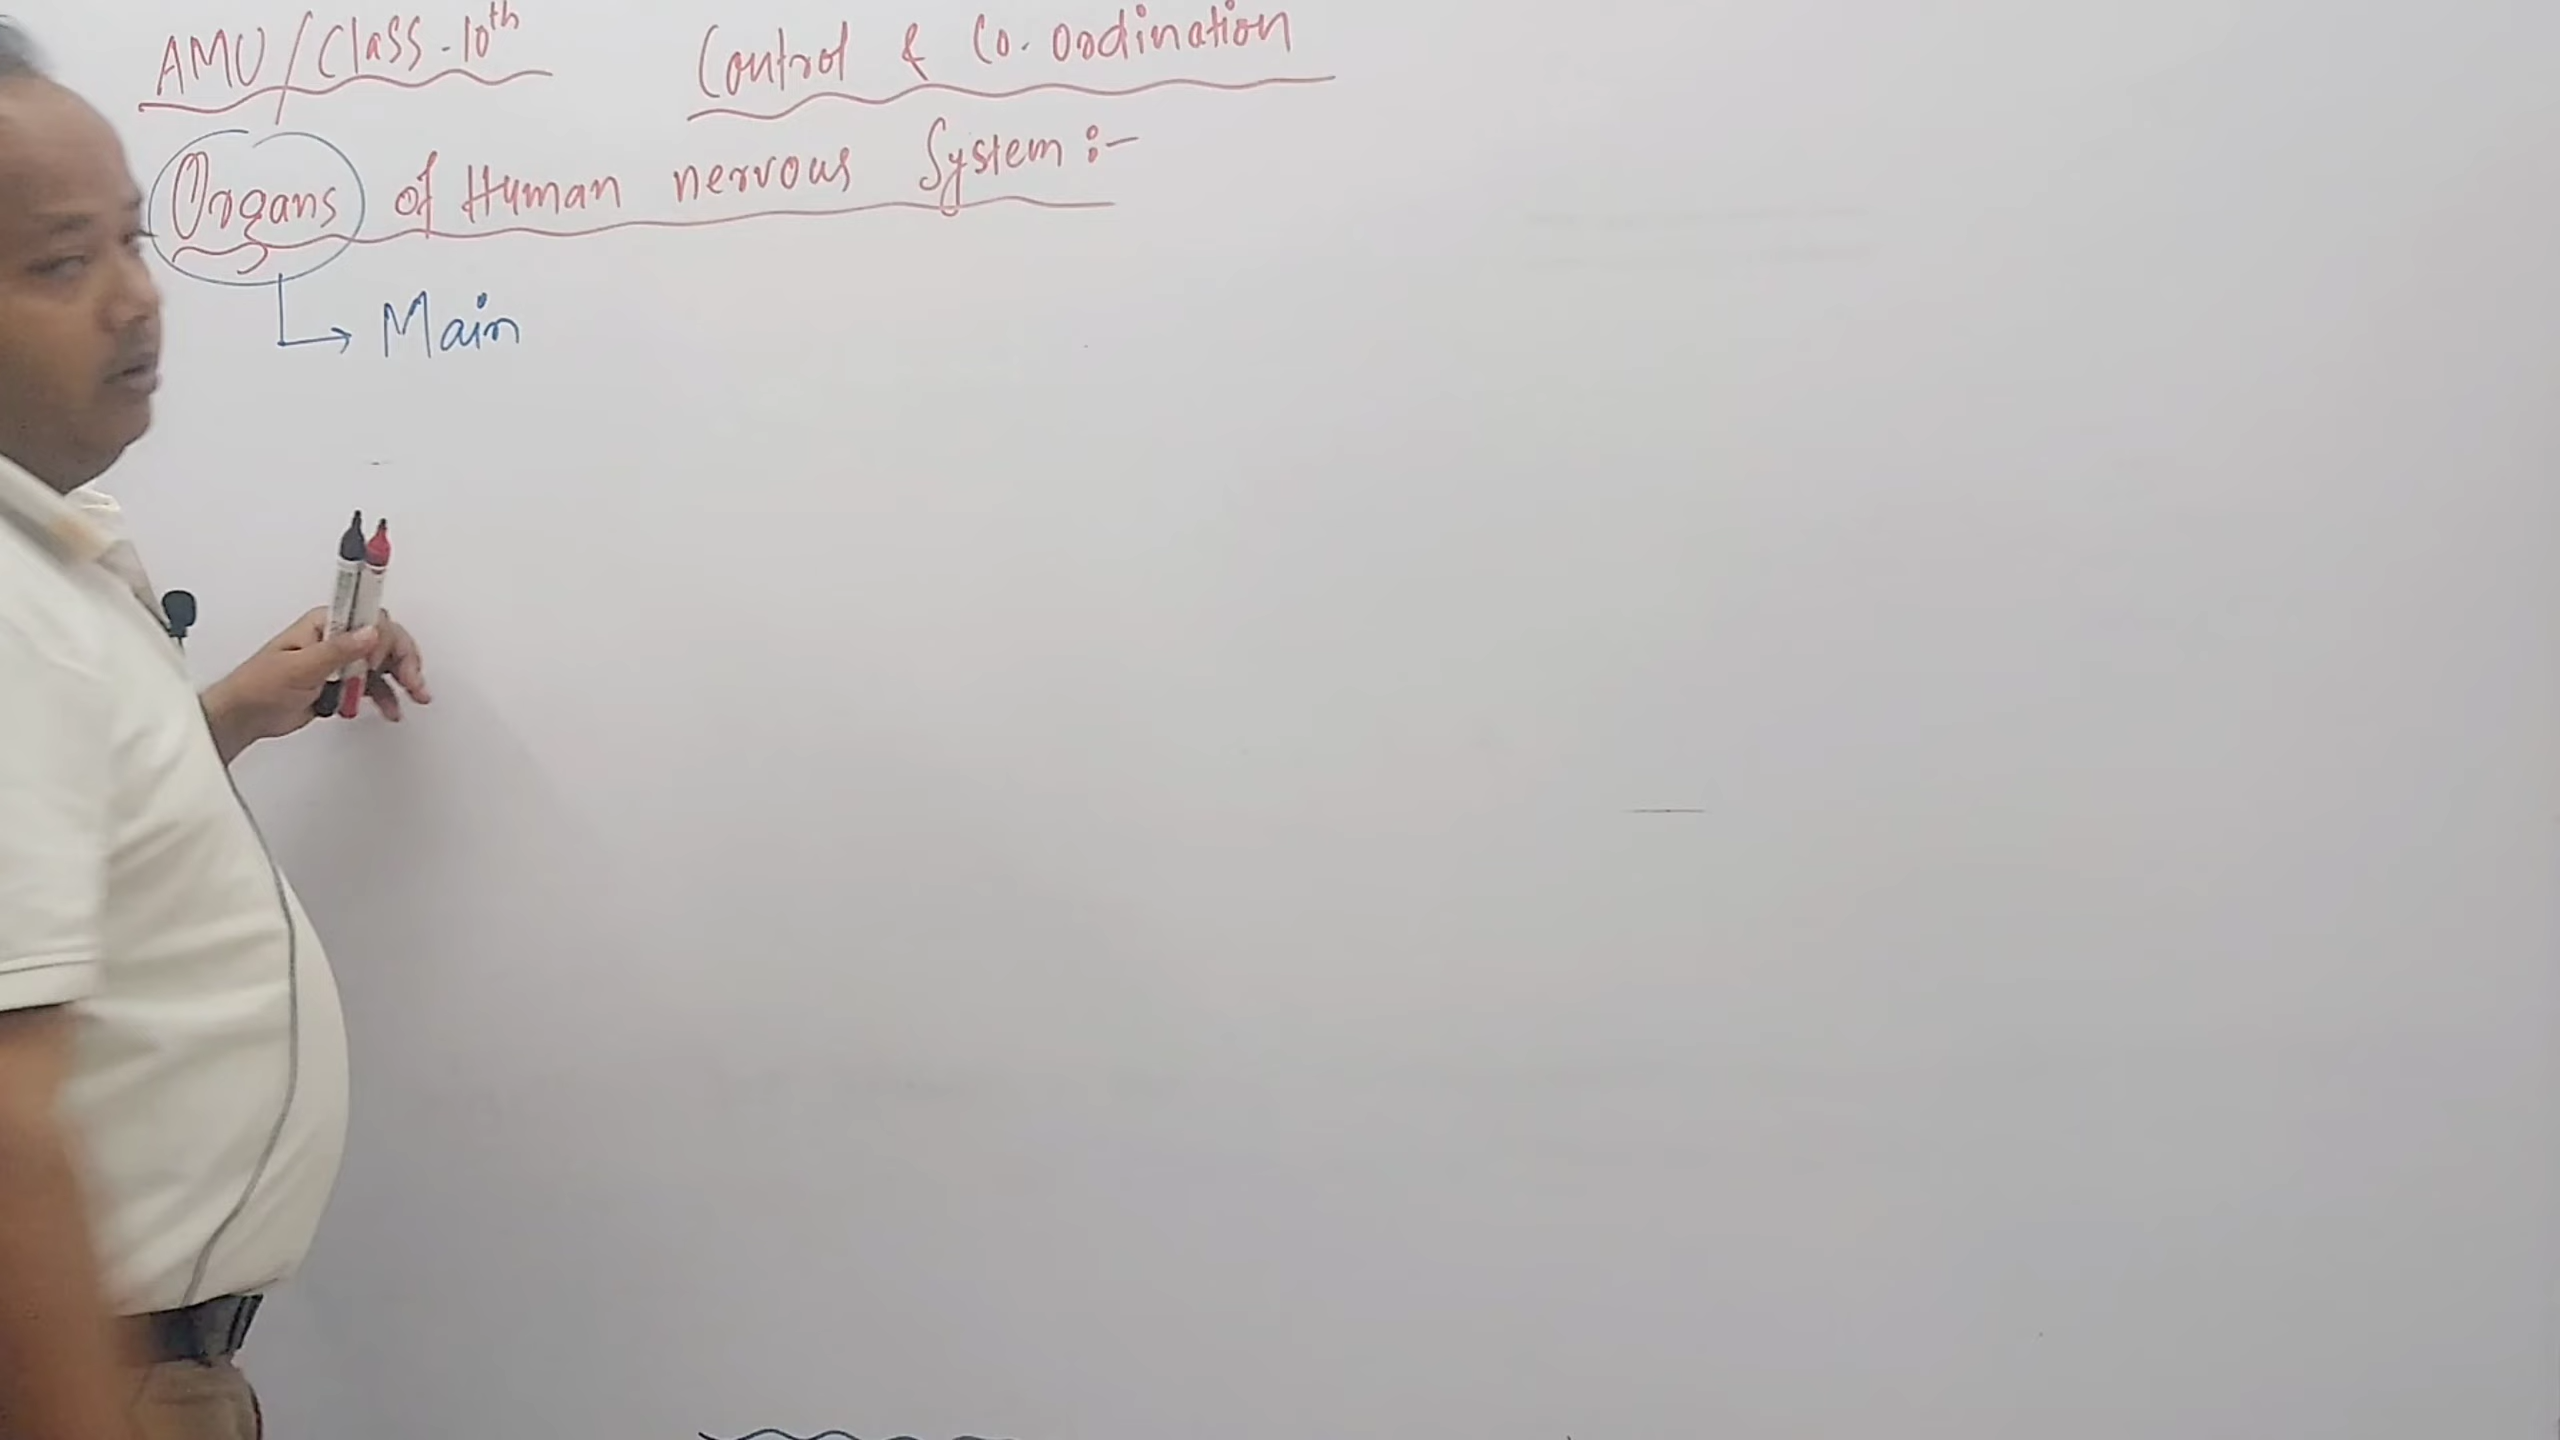 AMU/Class-10th Control & Co-ordination
Organs of Human nervous System:-
Main